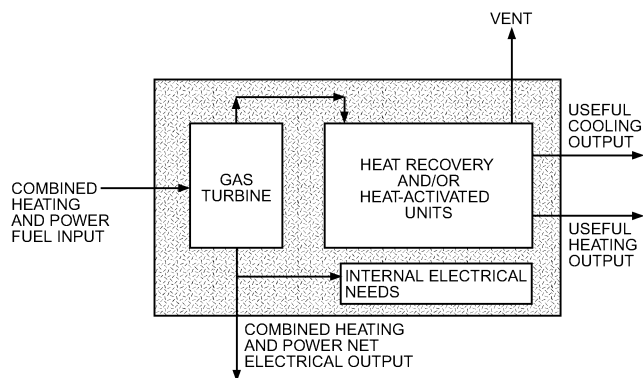 VENT
USEFUL
COOLING
OUTPUT
GAS
TURBINE
HEAT RECOVERY
AND/OR
HEAT-ACTIVATED
UNITS
COMBINED
HEATING
AND POWER
FUEL INPUT
USEFUL
HEATING
OUTPUT
INTERNAL ELECTRICAL
NEEDS
COMBINED HEATING
AND POWER NET
ELECTRICAL OUTPUT